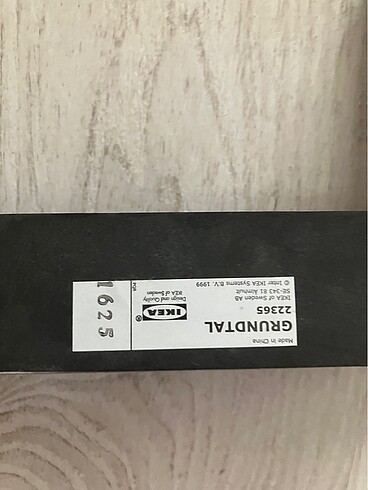 Made in China
GRUNDTAL
22365
IKEA of Sweden AB
SE-343 81 Älmhult
© Inter IKEA Systems B.V. 1999
IKEA®
Design and Quality
IKEA of Sweden
1625